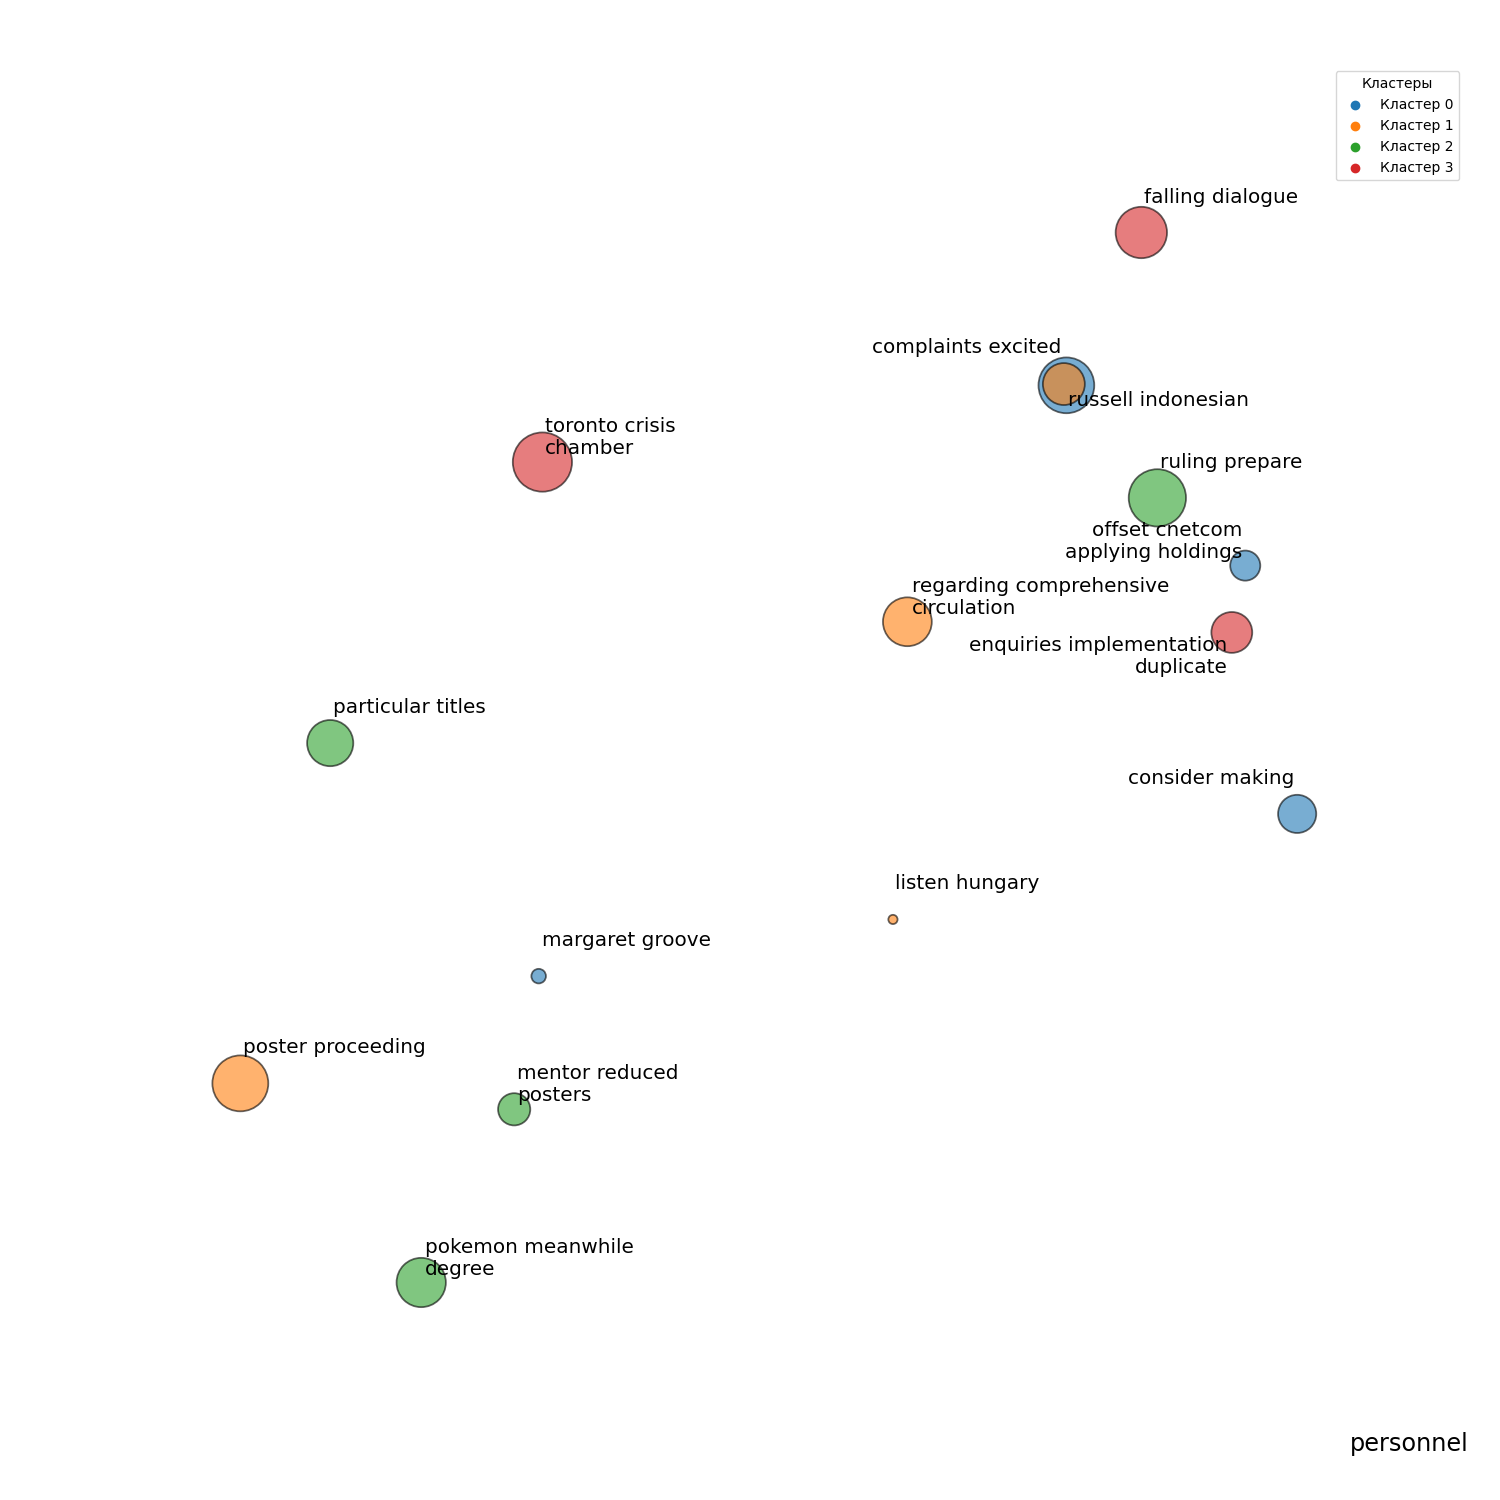 Кластеры
Кластер 0
Кластер 1
Кластер 2
Кластер 3
falling dialogue
complaints excited
russell indonesian
toronto crisis
chamber
ruling prepare
offset cnetcom
applying holdings
regarding comprehensive
circulation
enquiries implementation
duplicate
particular titles
consider making
listen hungary
margaret groove
poster proceeding
mentor reduced
posters
pokemon meanwhile
degree
personnel